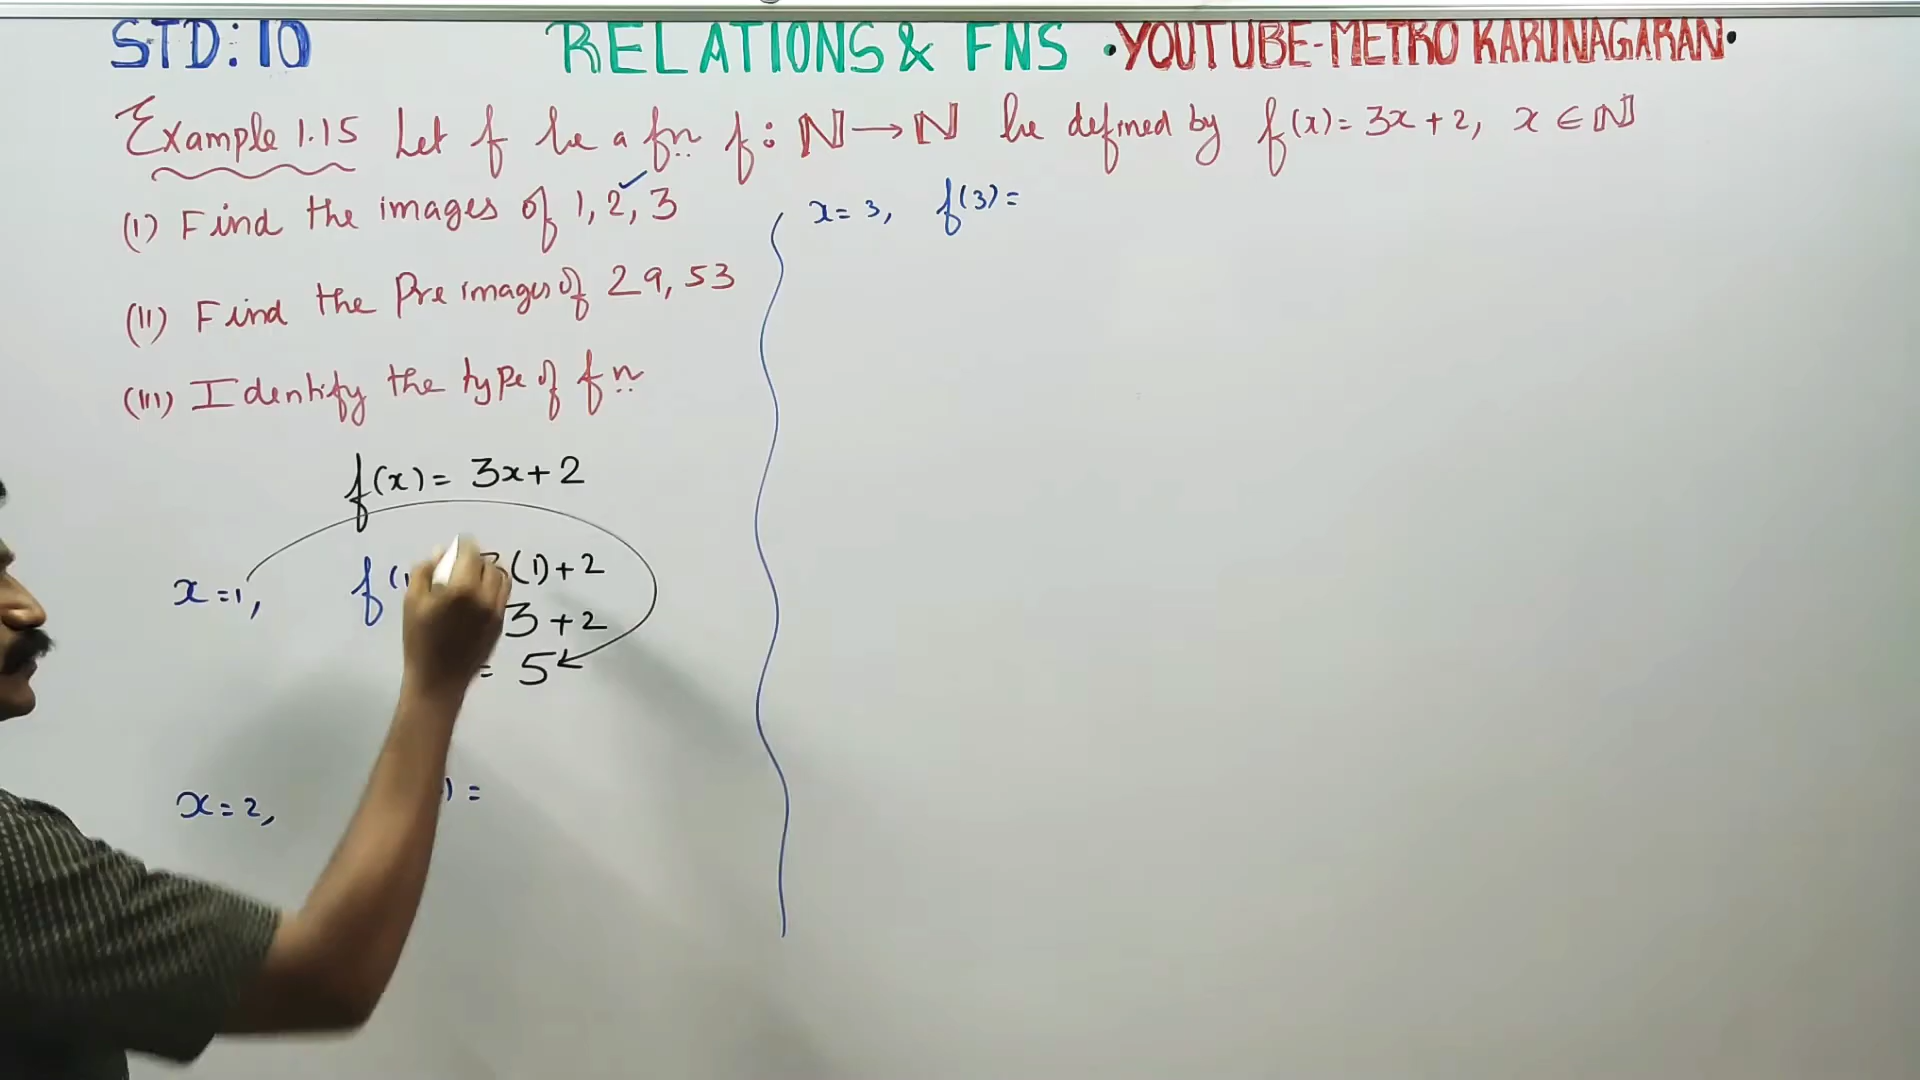 STD: 10 RELATIONS & FNS • YOUTUBE-METRO KARUNAGARAN •
Example 1.15 Let f be a fn f: ℕ → ℕ be defined by f(x) = 3x + 2, x ∈ ℕ
(I) Find the images of 1, 2, 3
(II) Find the Pre images of 29, 53
(III) Identify the type of fn
f(x) = 3x + 2
x = 1, f(1 3(1) + 2
3 + 2
= 5
x = 2, ) =
x = 3, f(3) =